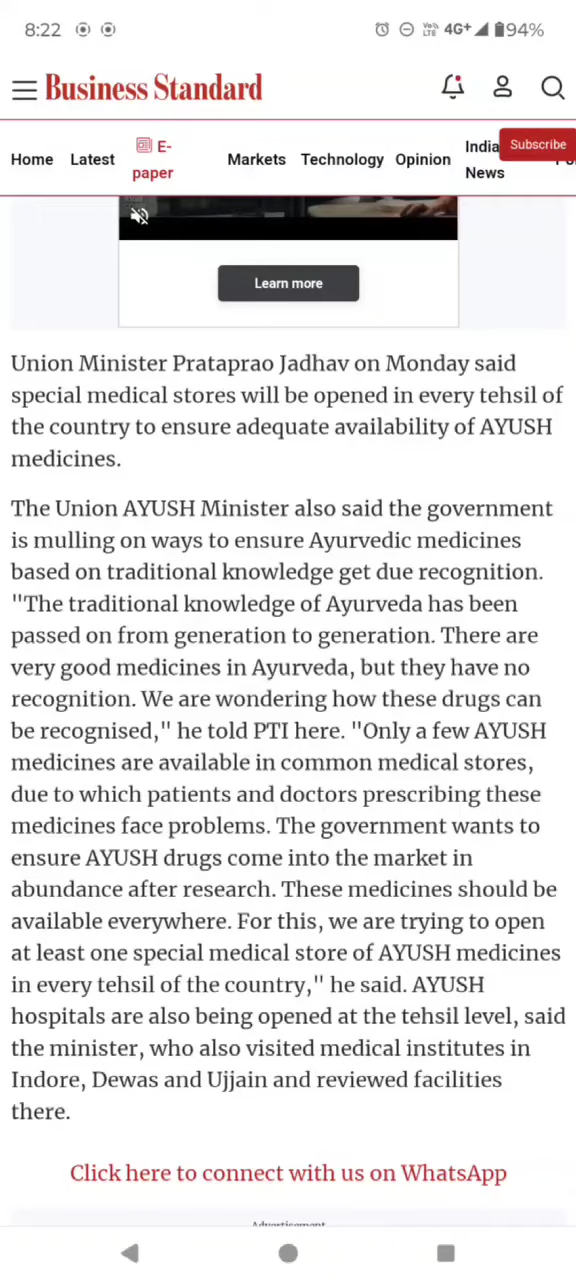 8:22 Vo)) LTE 4G+ 94%
Business Standard
Home Latest E-paper Markets Technology Opinion India News Subscribe
Learn more
Union Minister Prataprao Jadhav on Monday said
special medical stores will be opened in every tehsil of
the country to ensure adequate availability of AYUSH
medicines.
The Union AYUSH Minister also said the government
is mulling on ways to ensure Ayurvedic medicines
based on traditional knowledge get due recognition.
"The traditional knowledge of Ayurveda has been
passed on from generation to generation. There are
very good medicines in Ayurveda, but they have no
recognition. We are wondering how these drugs can
be recognised," he told PTI here. "Only a few AYUSH
medicines are available in common medical stores,
due to which patients and doctors prescribing these
medicines face problems. The government wants to
ensure AYUSH drugs come into the market in
abundance after research. These medicines should be
available everywhere. For this, we are trying to open
at least one special medical store of AYUSH medicines
in every tehsil of the country," he said. AYUSH
hospitals are also being opened at the tehsil level, said
the minister, who also visited medical institutes in
Indore, Dewas and Ujjain and reviewed facilities
there.
Click here to connect with us on WhatsApp
Advertisement